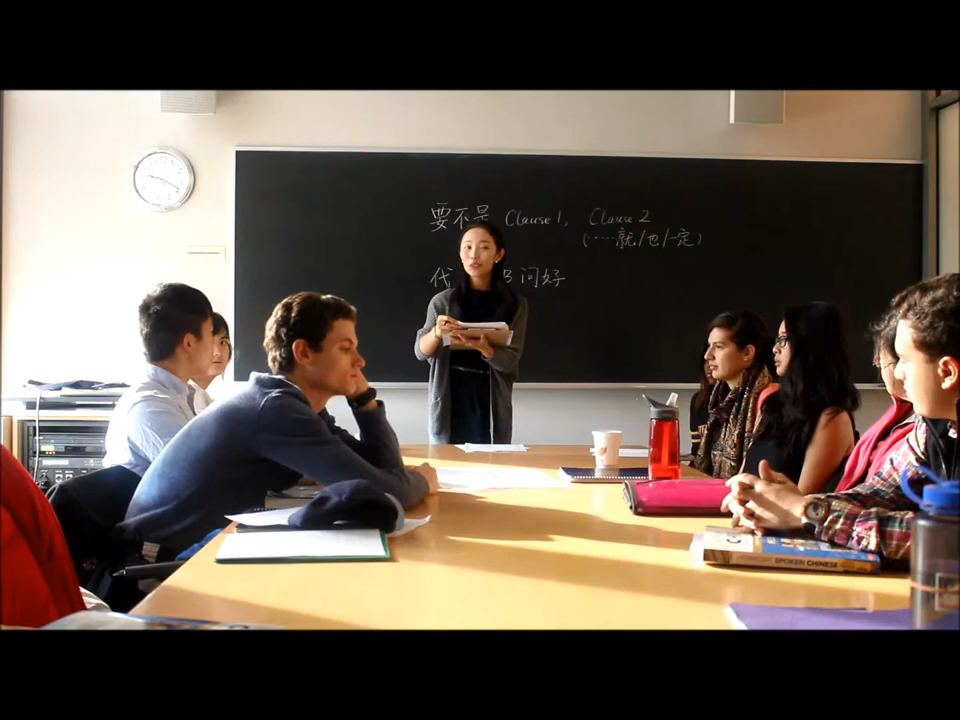 要不是 Clause 1, Clause 2
(……就/也/一定)
代 B 问好
SPOKEN CHINESE